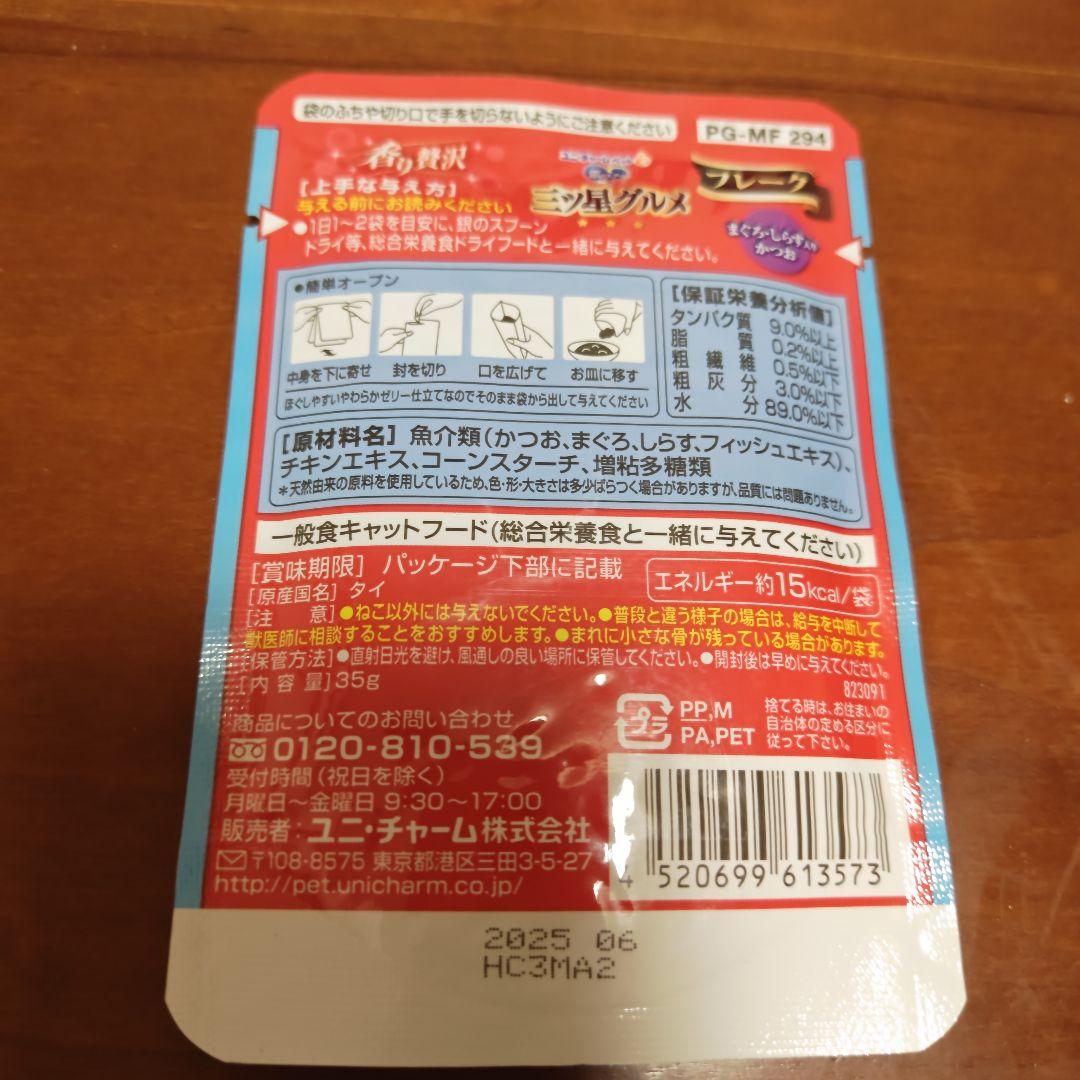 袋のふちや切り口で手を切らないようにご注意ください
PG-MF 294
香り贅沢
三ツ星グルメ
フレーク
まぐろ・しらす入り
かつお
[上手な与え方]
与える前にお読みください
●1日1~2袋を目安に、銀のスプーン
ドライ等、総合栄養食ドライフードと一緒に与えてください。
●簡単オープン
中身を下に寄せ 封を切り 口を広げて お皿に移す
ほぐしやすいやわらかゼリー仕立てなのでそのまま袋から出して与えてください
[保証栄養分析値]
タンパク質 9.0%以上
脂質 0.2%以上
粗繊維 0.5%以下
粗灰分 3.0%以下
水分 89.0%以下
[原材料名] 魚介類(かつお、まぐろ、しらす、フィッシュエキス)、
チキンエキス、コーンスターチ、増粘多糖類
*天然由来の原料を使用しているため、色・形・大きさは多少ばらつく場合がありますが、品質には問題ありません。
一般食キャットフード(総合栄養食と一緒に与えてください)
[賞味期限] パッケージ下部に記載
エネルギー約15kcal/袋
[原産国名] タイ
[注意] ●ねこ以外には与えないでください。●普段と違う様子の場合は、給与を中断して
獣医師に相談することをおすすめします。●まれに小さな骨が残っている場合があります。
[保管方法] ●直射日光を避け、風通しの良い場所に保管してください。●開封後は早めに与えてください。
[内容量] 35g
823091
商品についてのお問い合わせ
0120-810-539
受付時間(祝日を除く)
月曜日~金曜日 9:30~17:00
販売者:ユニ・チャーム株式会社
〒108-8575 東京都港区三田3-5-27
http://pet.unicharm.co.jp/
プラ
PP,M
PA,PET
捨てる時は、お住まいの
自治体の定める区分に
従って下さい。
4 520699 613573
2025 06
HC3MA2